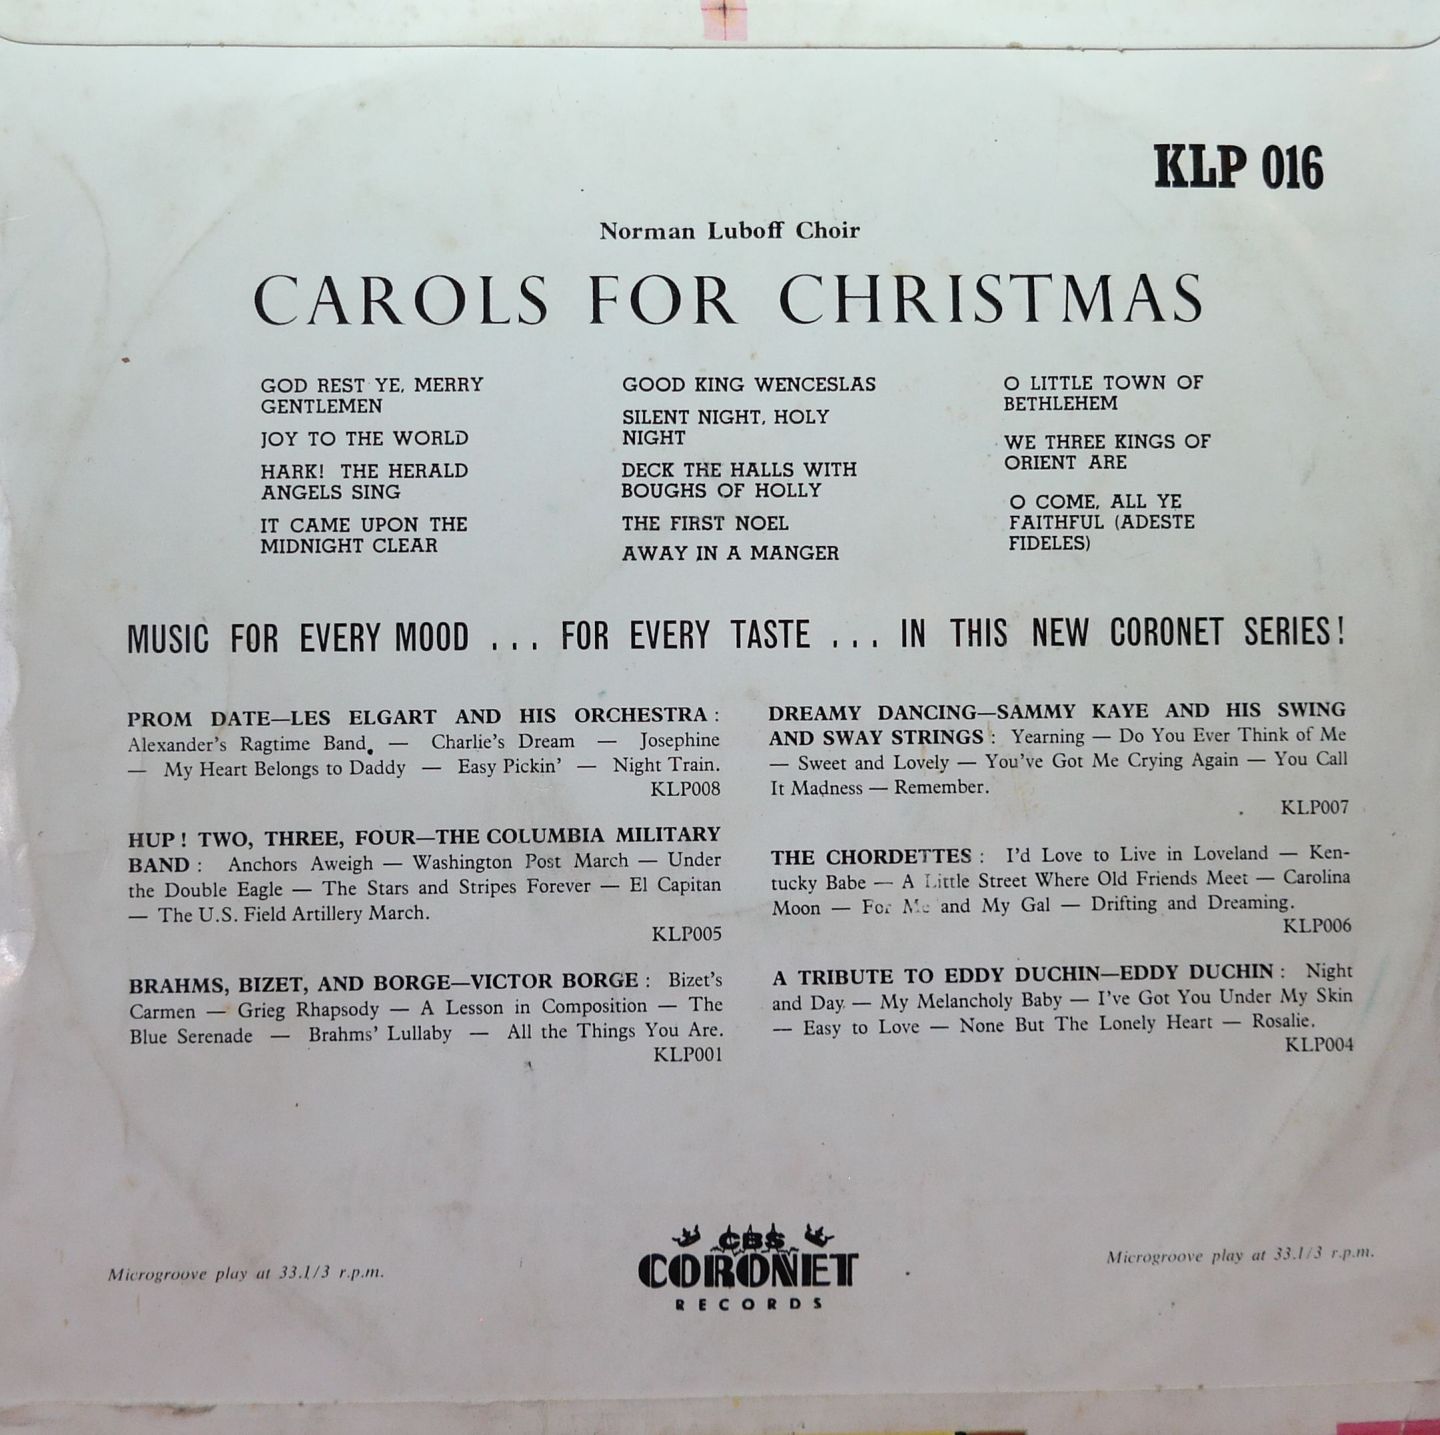 KLP 016
Norman Luboff Choir
CAROLS FOR CHRISTMAS
GOD REST YE, MERRY
GENTLEMEN
JOY TO THE WORLD
HARK! THE HERALD
ANGELS SING
IT CAME UPON THE
MIDNIGHT CLEAR
GOOD KING WENCESLAS
SILENT NIGHT, HOLY
NIGHT
DECK THE HALLS WITH
BOUGHS OF HOLLY
THE FIRST NOEL
AWAY IN A MANGER
O LITTLE TOWN OF
BETHLEHEM
WE THREE KINGS OF
ORIENT ARE
O COME, ALL YE
FAITHFUL (ADESTE
FIDELES)
MUSIC FOR EVERY MOOD . . . FOR EVERY TASTE . . . IN THIS NEW CORONET SERIES!
PROM DATE—LES ELGART AND HIS ORCHESTRA :
Alexander's Ragtime Band. — Charlie's Dream — Josephine
— My Heart Belongs to Daddy — Easy Pickin' — Night Train.
KLP008
HUP! TWO, THREE, FOUR—THE COLUMBIA MILITARY
BAND : Anchors Aweigh — Washington Post March — Under
the Double Eagle — The Stars and Stripes Forever — El Capitan
— The U.S. Field Artillery March.
KLP005
BRAHMS, BIZET, AND BORGE—VICTOR BORGE : Bizet's
Carmen — Grieg Rhapsody — A Lesson in Composition — The
Blue Serenade — Brahms' Lullaby — All the Things You Are.
KLP001
DREAMY DANCING—SAMMY KAYE AND HIS SWING
AND SWAY STRINGS : Yearning — Do You Ever Think of Me
— Sweet and Lovely — You've Got Me Crying Again — You Call
It Madness — Remember.
KLP007
THE CHORDETTES : I'd Love to Live in Loveland — Ken-
tucky Babe — A Little Street Where Old Friends Meet — Carolina
Moon — For Me and My Gal — Drifting and Dreaming.
KLP006
A TRIBUTE TO EDDY DUCHIN—EDDY DUCHIN : Night
and Day — My Melancholy Baby — I've Got You Under My Skin
— Easy to Love — None But The Lonely Heart — Rosalie.
KLP004
Microgroove play at 33.1/3 r.p.m.
CBS
CORONET
RECORDS
Microgroove play at 33.1/3 r.p.m.